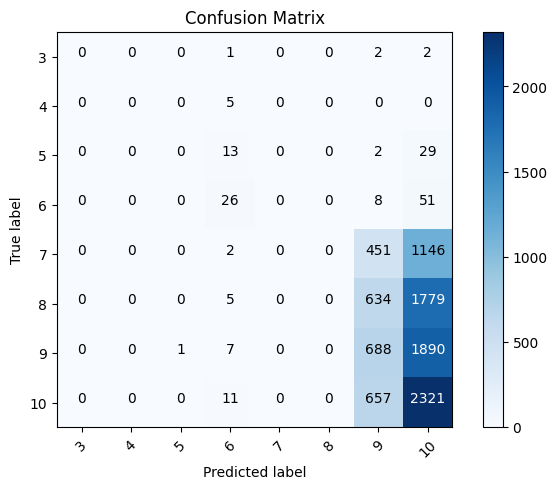 Confusion Matrix
3 0 0 0 1 0 0 2 2
4 0 0 0 5 0 0 0 0
5 0 0 0 13 0 0 2 29
6 0 0 0 26 0 0 8 51
7 0 0 0 2 0 0 451 1146
8 0 0 0 5 0 0 634 1779
9 0 0 1 7 0 0 688 1890
10 0 0 0 11 0 0 657 2321
3 4 5 6 7 8 9 10
Predicted label
True label
2000
1500
1000
500
0